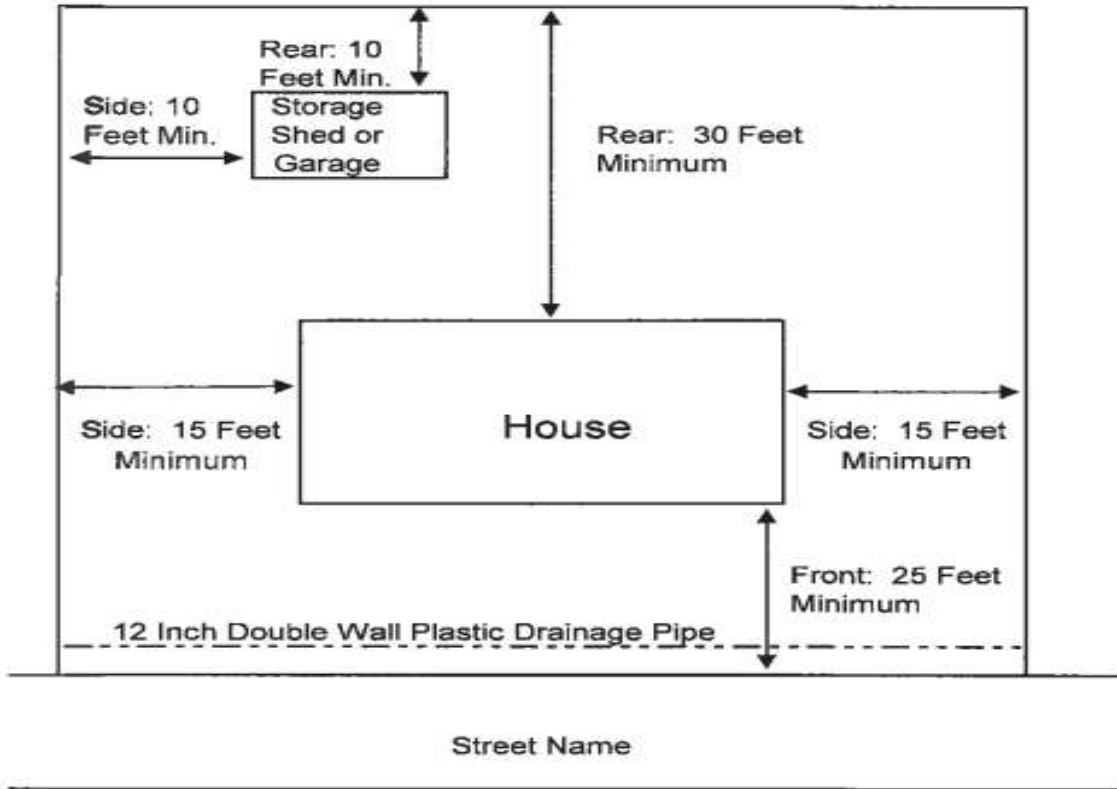 Rear: 10
Feet Min.
Side: 10
Feet Min.
Storage
Shed or
Garage
Rear: 30 Feet
Minimum
House
Side: 15 Feet
Minimum
Side: 15 Feet
Minimum
Front: 25 Feet
Minimum
12 Inch Double Wall Plastic Drainage Pipe
Street Name